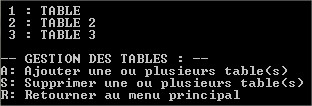 1 : TABLE
2 : TABLE 2
3 : TABLE 3
-- GESTION DES TABLES : --
A: Ajouter une ou plusieurs table(s)
S: Supprimer une ou plusieurs table(s)
R: Retourner au menu principal